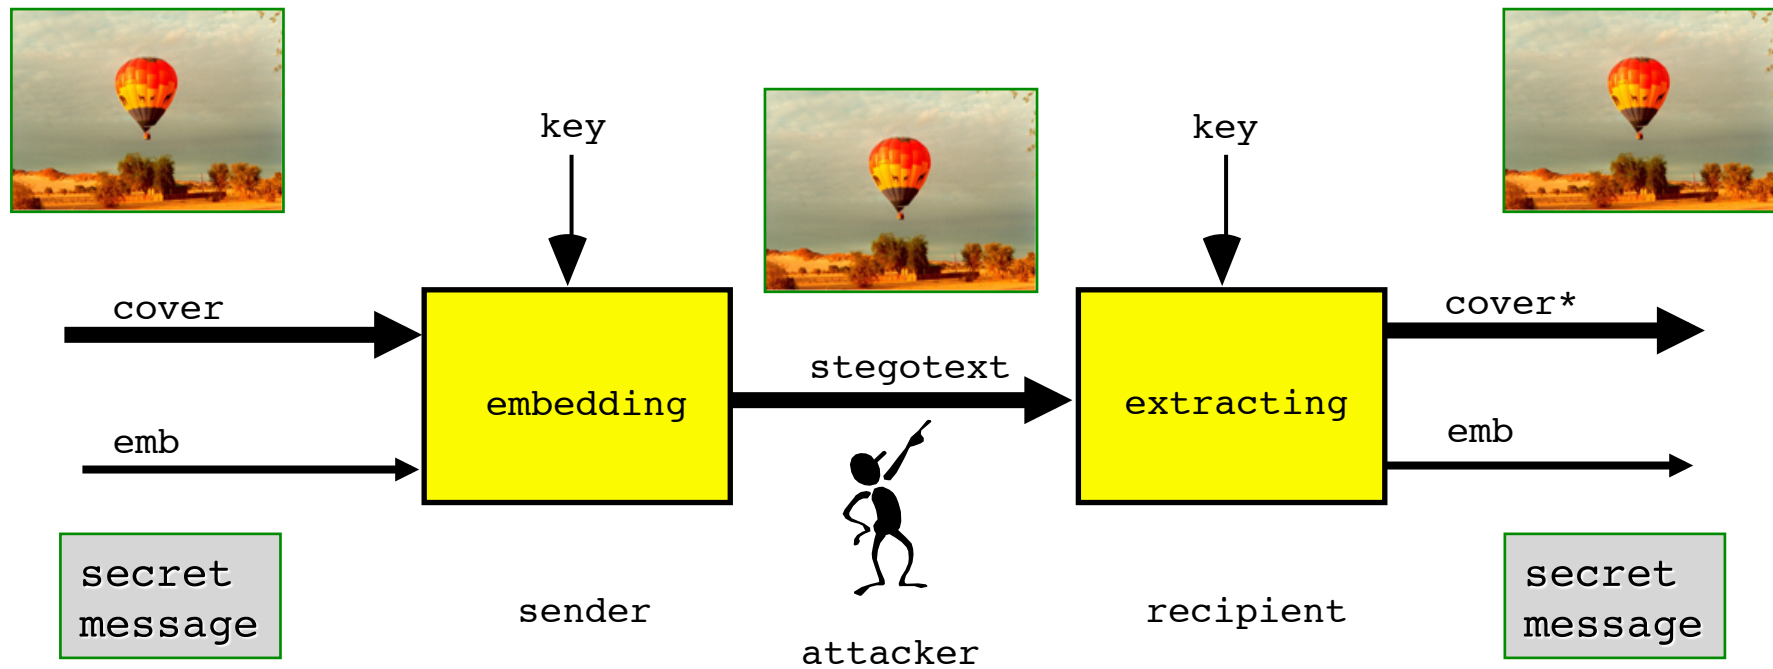 key
key
cover
cover*
stegotext
embedding
extracting
emb
emb
secret
message
secret
message
sender
recipient
attacker